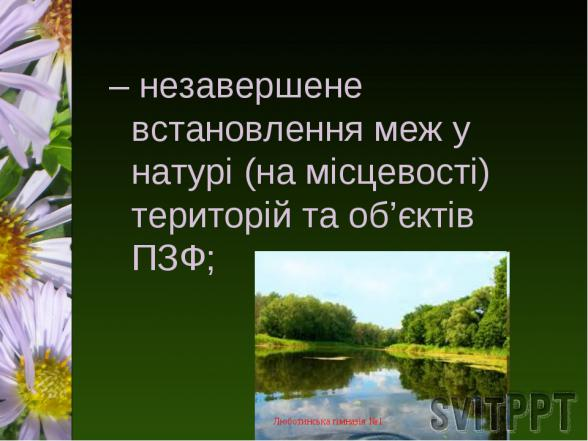 – незавершене
встановлення меж у
натурі (на місцевості)
територій та об’єктів
ПЗФ;
Люботинська гімназія №1
SVITPPT